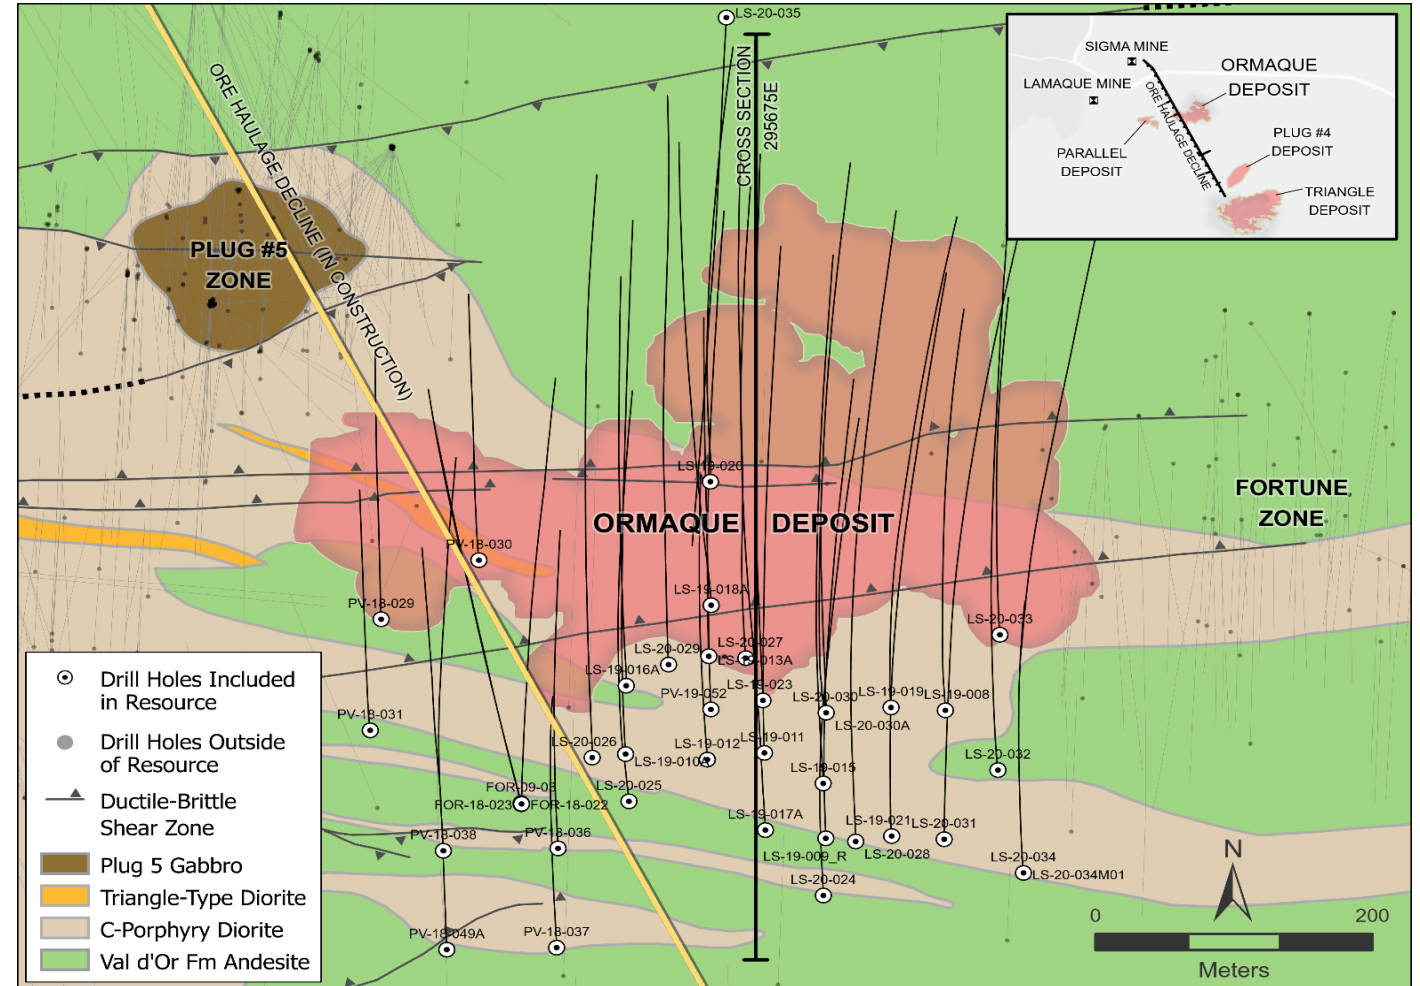 LS-20-035
CROSS SECTION
295675E
ORE HAULAGE DECLINE (IN CONSTRUCTION)
PLUG #5
ZONE
SIGMA MINE
LAMAQUE MINE
ORMAQUE
DEPOSIT
ORE HAULAGE DECLINE
PARALLEL
DEPOSIT
PLUG #4
DEPOSIT
TRIANGLE
DEPOSIT
LS-19-020
ORMAQUE DEPOSIT
FORTUNE
ZONE
PV-18-030
LS-19-018A
PV-18-029
LS-20-033
LS-20-029
LS-20-027
LS-19-013A
LS-19-016A
PV-19-052
LS-19-023
LS-20-030
LS-19-019
LS-19-008
LS-20-030A
PV-18-031
LS-20-026
LS-19-012
LS-19-011
LS-19-010A
LS-19-015
LS-20-032
FOR-09-03
LS-20-025
FOR-18-023
FOR-18-022
LS-19-017A
PV-18-038
PV-18-036
LS-19-021
LS-20-031
LS-19-009_R
LS-20-028
LS-20-034
LS-20-034M01
LS-20-024
PV-18-049A
PV-18-037
Drill Holes Included
in Resource
Drill Holes Outside
of Resource
Ductile-Brittle
Shear Zone
Plug 5 Gabbro
Triangle-Type Diorite
C-Porphyry Diorite
Val d'Or Fm Andesite
N
0 200
Meters